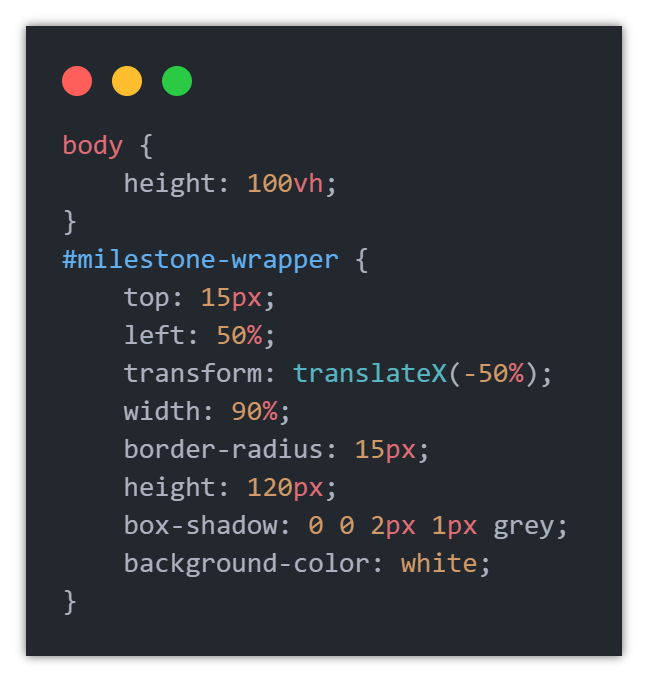 body {
    height: 100vh;
}
#milestone-wrapper {
    top: 15px;
    left: 50%;
    transform: translateX(-50%);
    width: 90%;
    border-radius: 15px;
    height: 120px;
    box-shadow: 0 0 2px 1px grey;
    background-color: white;
}